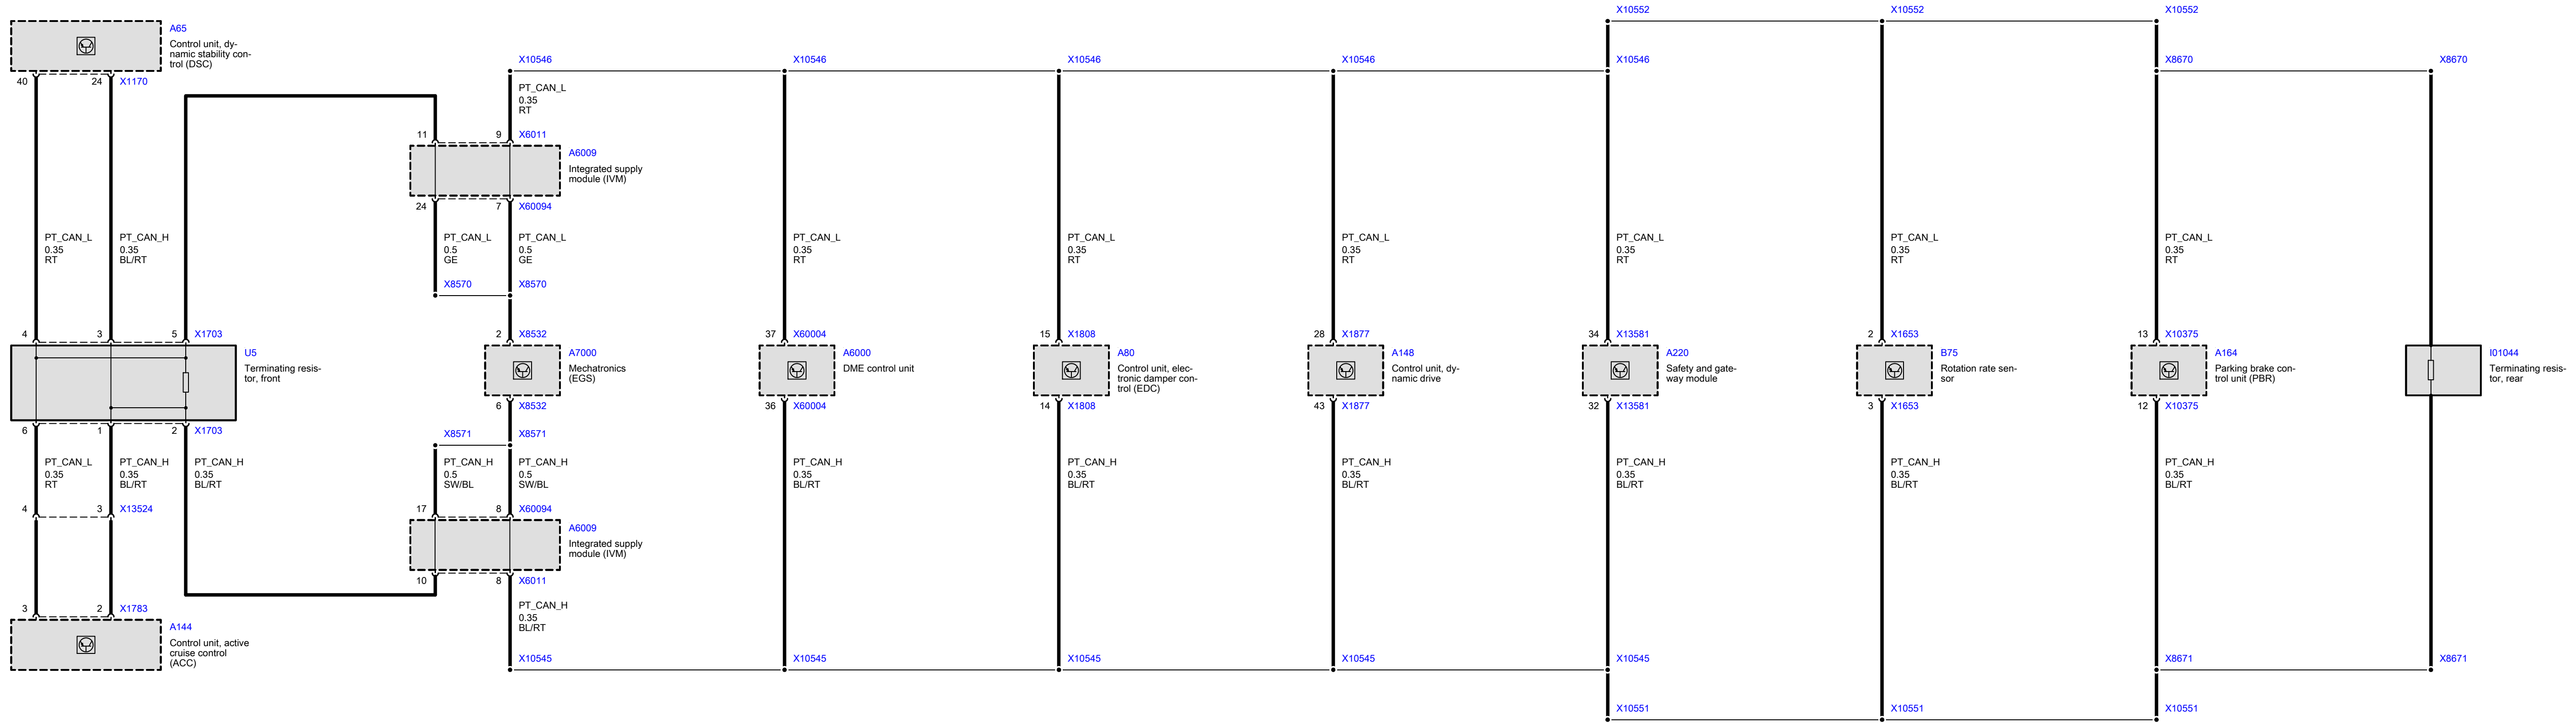 X10552
X10552
X10552
A65
Control unit, dy-
namic stability con-
trol (DSC)
40
24
X1170
X10546
X10546
X10546
X10546
X10546
X8670
X8670
PT_CAN_L
0.35
RT
11
9
X6011
A6009
Integrated supply
module (IVM)
24
7
X60094
PT_CAN_L
0.35
RT
PT_CAN_H
0.35
BL/RT
PT_CAN_L
0.5
GE
PT_CAN_L
0.5
GE
PT_CAN_L
0.35
RT
PT_CAN_L
0.35
RT
PT_CAN_L
0.35
RT
PT_CAN_L
0.35
RT
PT_CAN_L
0.35
RT
PT_CAN_L
0.35
RT
X8570
X8570
4
3
5
X1703
2
X8532
37
X60004
15
X1808
28
X1877
34
X13581
2
X1653
13
X10375
U5
Terminating resis-
tor, front
A7000
Mechatronics
(EGS)
A6000
DME control unit
A80
Control unit, elec-
tronic damper con-
trol (EDC)
A148
Control unit, dy-
namic drive
A220
Safety and gate-
way module
B75
Rotation rate sen-
sor
A164
Parking brake con-
trol unit (PBR)
I01044
Terminating resis-
tor, rear
6
1
2
X1703
6
X8532
36
X60004
14
X1808
43
X1877
32
X13581
3
X1653
12
X10375
X8571
X8571
PT_CAN_L
0.35
RT
PT_CAN_H
0.35
BL/RT
PT_CAN_H
0.35
BL/RT
PT_CAN_H
0.5
SW/BL
PT_CAN_H
0.5
SW/BL
PT_CAN_H
0.35
BL/RT
PT_CAN_H
0.35
BL/RT
PT_CAN_H
0.35
BL/RT
PT_CAN_H
0.35
BL/RT
PT_CAN_H
0.35
BL/RT
PT_CAN_H
0.35
BL/RT
4
3
X13524
17
8
X60094
A6009
Integrated supply
module (IVM)
10
8
X6011
PT_CAN_H
0.35
BL/RT
3
2
X1783
A144
Control unit, active
cruise control
(ACC)
X10545
X10545
X10545
X10545
X10545
X8671
X8671
X10551
X10551
X10551